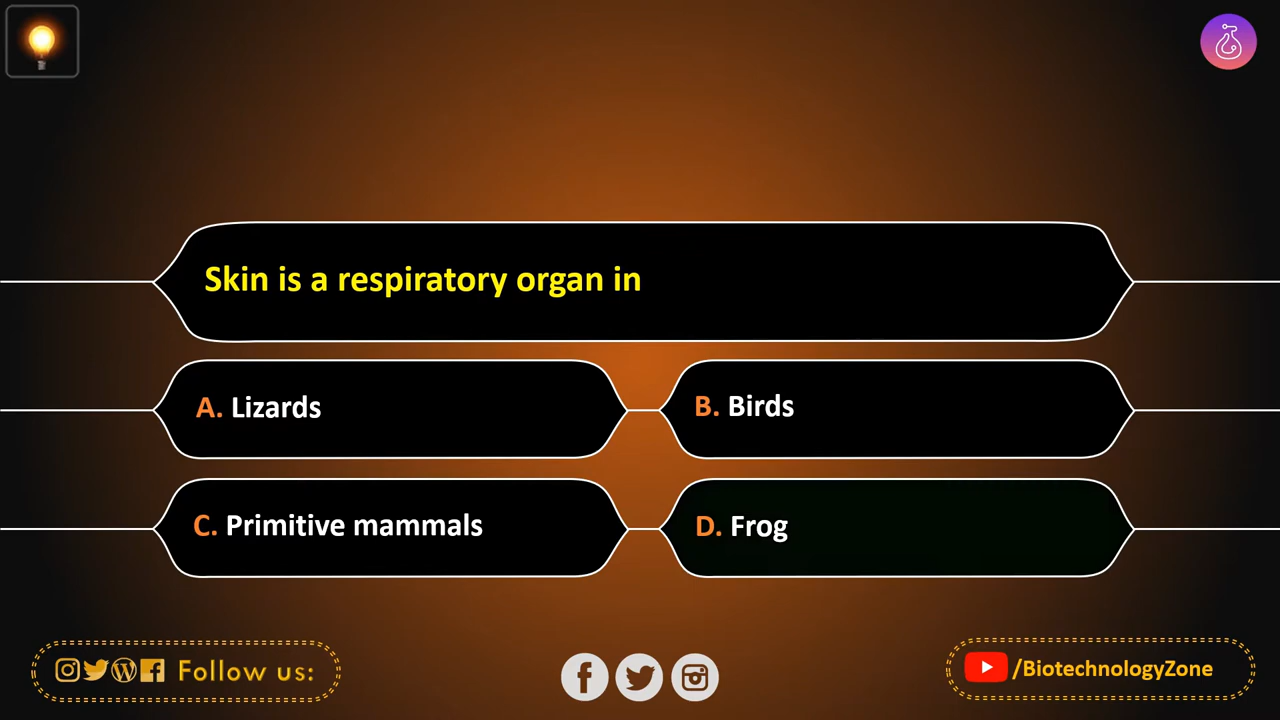 Skin is a respiratory organ in
A. Lizards
B. Birds
C. Primitive mammals
D. Frog
Follow us:
/BiotechnologyZone